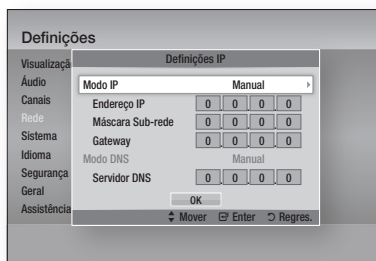 Definições
Visualizaçã
Áudio
Canais
Rede
Sistema
Idioma
Segurança
Geral
Assistência
Definições IP
Modo IP Manual
Endereço IP 0 . 0 . 0 . 0
Máscara Sub-rede 0 . 0 . 0 . 0
Gateway 0 . 0 . 0 . 0
Modo DNS Manual
Servidor DNS 0 . 0 . 0 . 0
OK
Mover Enter Regres.